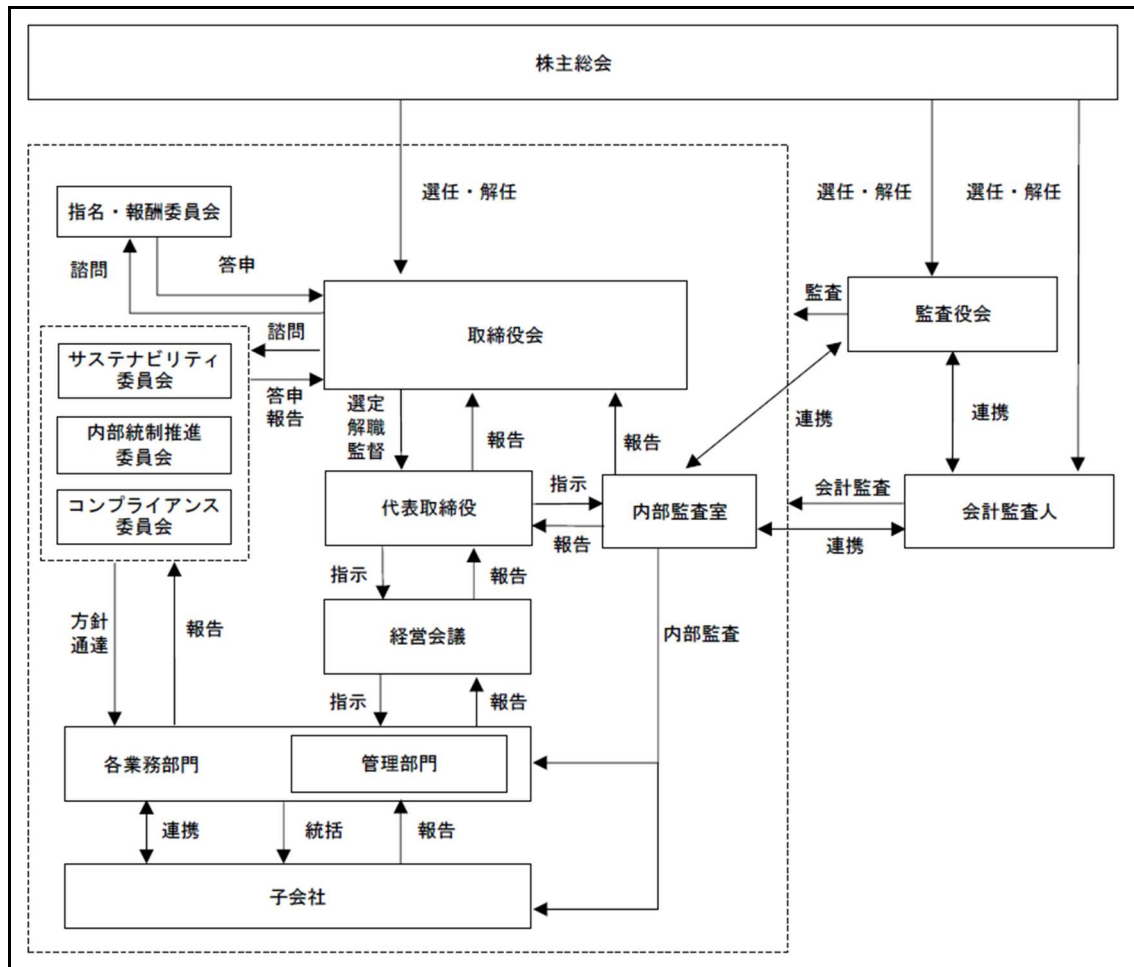 株主総会
選任・解任
選任・解任
選任・解任
指名・報酬委員会
諮問
答申
取締役会
監査
監査役会
諮問
答申
報告
サステナビリティ
委員会
内部統制推進
委員会
コンプライアンス
委員会
選定
解職
監督
報告
報告
連携
連携
代表取締役
指示
報告
内部監査室
会計監査
連携
会計監査人
指示
報告
経営会議
内部監査
方針
通達
報告
指示
報告
各業務部門
管理部門
連携
統括
報告
子会社